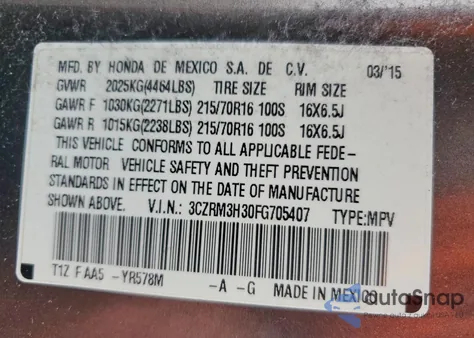 MFD. BY HONDA DE MEXICO S.A. DE C.V. 03/'15
GVWR 2025KG(4464LBS) TIRE SIZE RIM SIZE
GAWR F 1030KG(2271LBS) 215/70R16 100S 16X6.5J
GAWR R 1015KG(2238LBS) 215/70R16 100S 16X6.5J
THIS VEHICLE CONFORMS TO ALL APPLICABLE FEDE-
RAL MOTOR VEHICLE SAFETY AND THEFT PREVENTION
STANDARDS IN EFFECT ON THE DATE OF MANUFACTURE
SHOWN ABOVE. V.I.N.: 3CZRM3H30FG705407 TYPE:MPV
T1Z F AA5 -YR578M -A -G MADE IN MEXICO
autoSnap